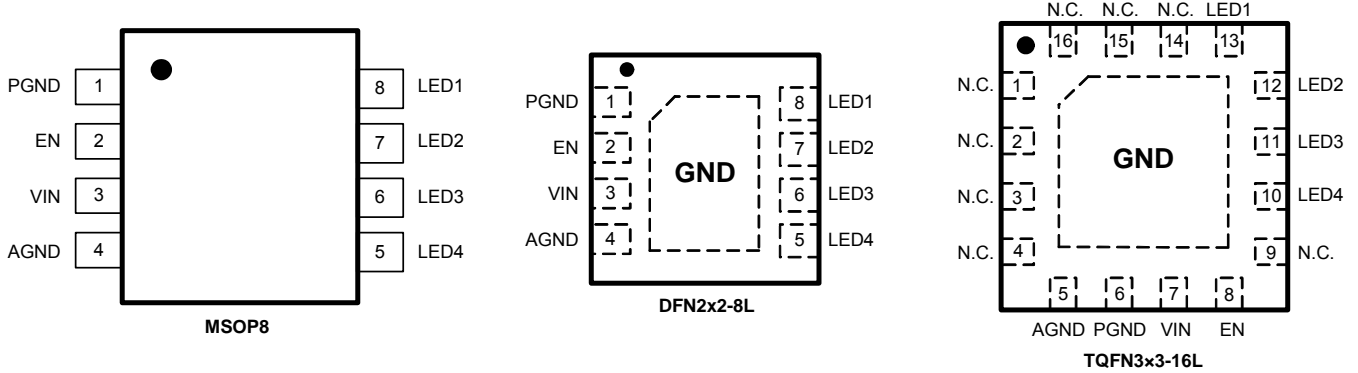 PGND 1
EN 2
VIN 3
AGND 4
8 LED1
7 LED2
6 LED3
5 LED4
MSOP8
PGND 1
EN 2
VIN 3
AGND 4
GND
8 LED1
7 LED2
6 LED3
5 LED4
DFN2x2-8L
N.C. N.C. N.C. LED1
16 15 14 13
N.C. 1
N.C. 2
N.C. 3
N.C. 4
GND
12 LED2
11 LED3
10 LED4
9 N.C.
5 6 7 8
AGND PGND VIN EN
TQFN3×3-16L